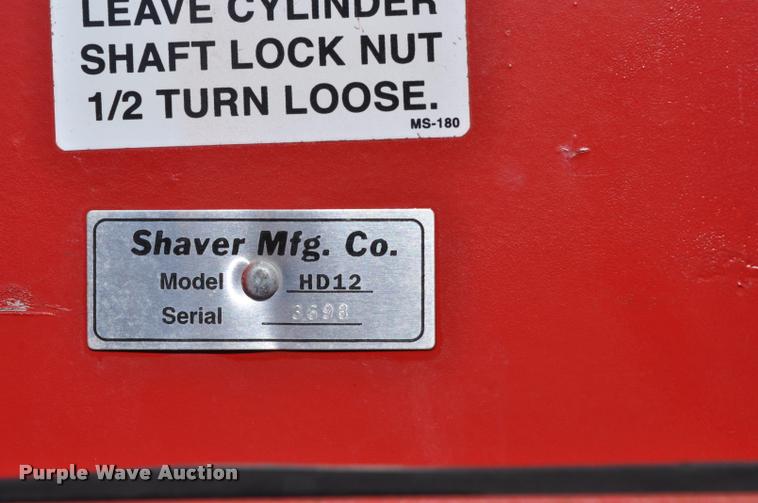 LEAVE CYLINDER
SHAFT LOCK NUT
1/2 TURN LOOSE.
MS-180
Shaver Mfg. Co.
Model HD12
Serial 3698
Purple Wave Auction